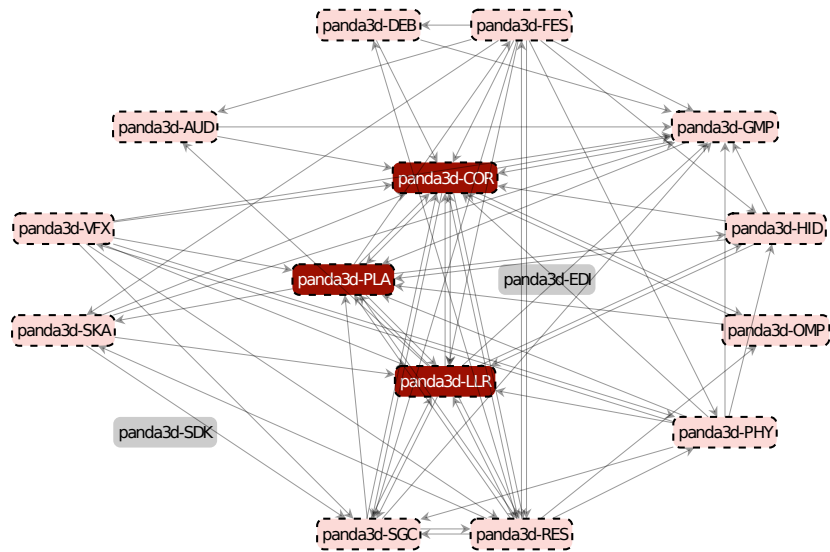 panda3d-DEB
panda3d-FES
panda3d-AUD
panda3d-GMP
panda3d-COR
panda3d-VFX
panda3d-HID
panda3d-PLA
panda3d-EDI
panda3d-SKA
panda3d-OMP
panda3d-LLR
panda3d-SDK
panda3d-PHY
panda3d-SGC
panda3d-RES